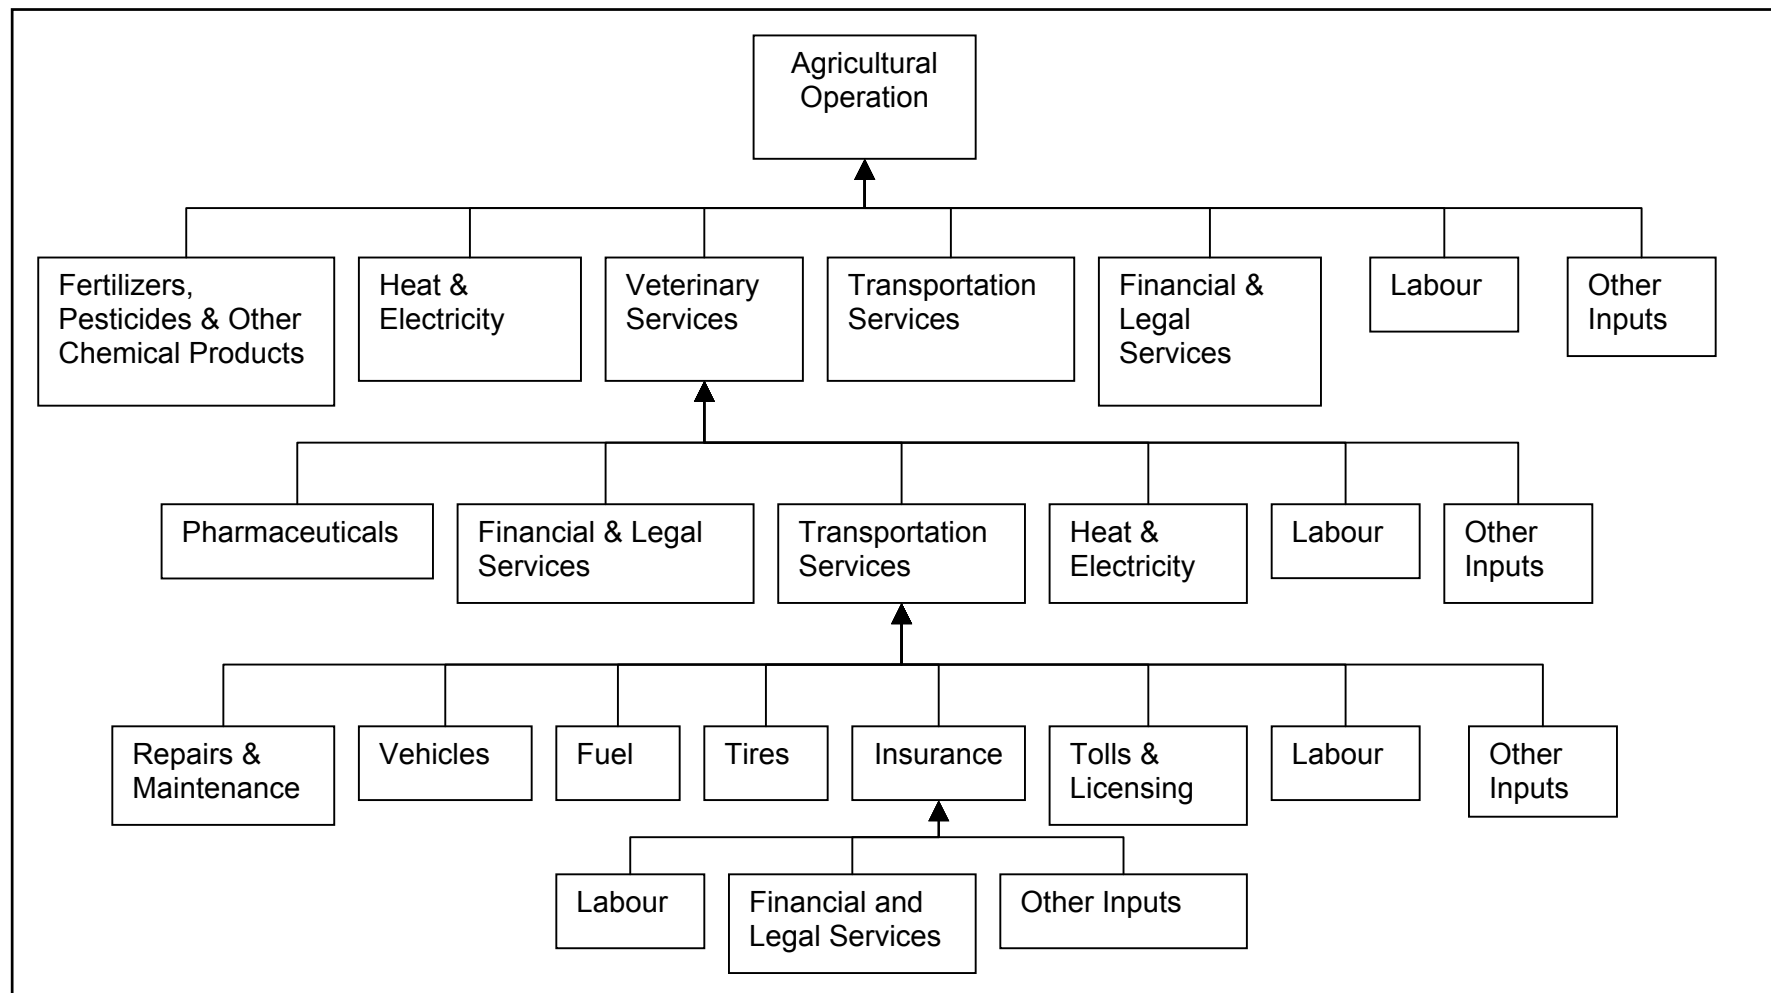 Agricultural
Operation
Fertilizers,
Pesticides & Other
Chemical Products
Heat &
Electricity
Veterinary
Services
Transportation
Services
Financial &
Legal
Services
Labour
Other
Inputs
Pharmaceuticals
Financial & Legal
Services
Transportation
Services
Heat &
Electricity
Labour
Other
Inputs
Repairs &
Maintenance
Vehicles
Fuel
Tires
Insurance
Tolls &
Licensing
Labour
Other
Inputs
Labour
Financial and
Legal Services
Other Inputs